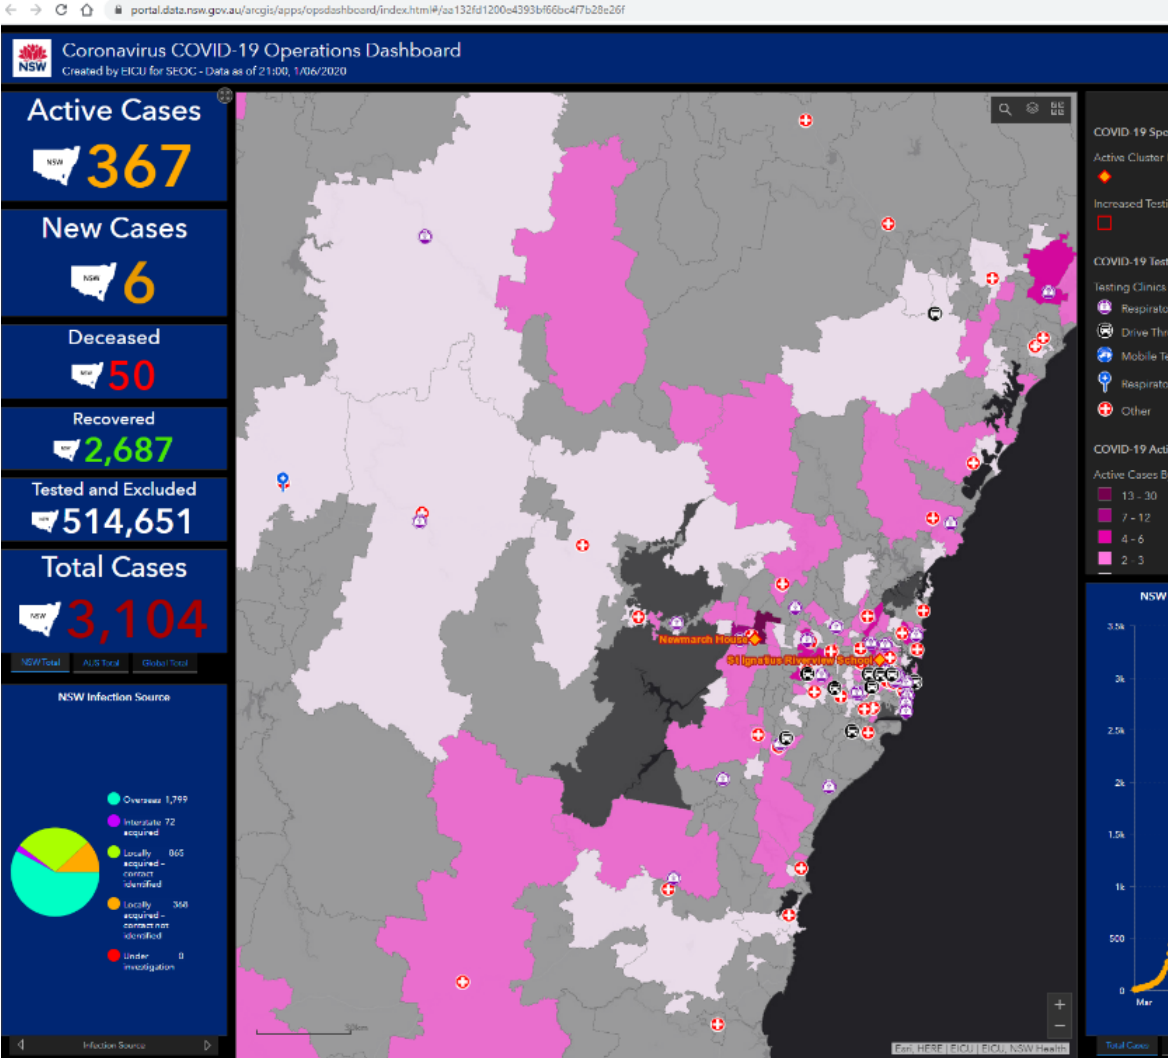 portal.data.nsw.gov.au/arcgis/apps/opsdashboard/index.html#/aa132fd1200e4393bf66bc4f7b28e26f
NSW
Coronavirus COVID-19 Operations Dashboard
Created by EICU for SEOC - Data as of 21:00, 1/06/2020
Active Cases
NSW
367
New Cases
NSW
6
Deceased
NSW
50
Recovered
NSW
2,687
Tested and Excluded
NSW
514,651
Total Cases
NSW
3,104
NSW Total
AUS Total
Global Total
NSW Infection Source
Overseas 1,799
Interstate 72
acquired
Locally 865
acquired -
contact
identified
Locally 368
acquired -
contact not
identified
Under 0
investigation
Infection Source
Newmarch House
St Ignatius Riverview School
+
−
Esri, HERE | EICU | EICU, NSW Health
COVID-19 Spe
Active Cluster
Increased Testi
COVID-19 Test
Testing Clinics
Respirato
Drive Thr
Mobile Te
Respirato
Other
COVID-19 Acti
Active Cases B
13 - 30
7 - 12
4 - 6
2 - 3
NSW
3.5k
3k
2.5k
2k
1.5k
1k
500
0
Mar
Total Cases